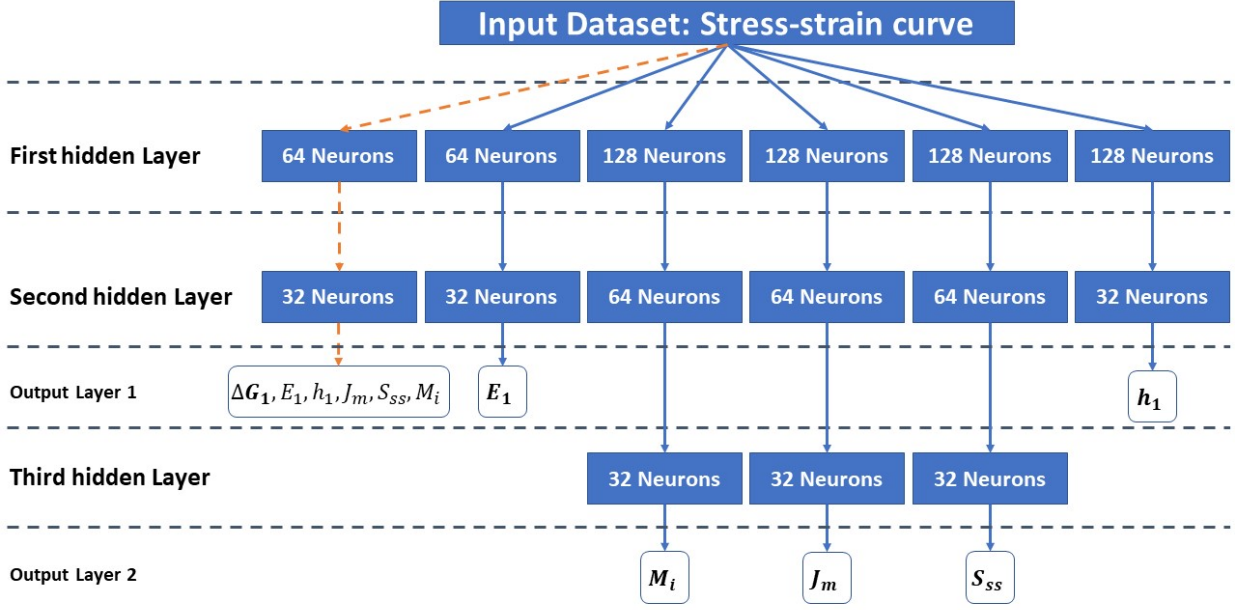 Input Dataset: Stress-strain curve
First hidden Layer
64 Neurons
64 Neurons
128 Neurons
128 Neurons
128 Neurons
128 Neurons
Second hidden Layer
32 Neurons
32 Neurons
64 Neurons
64 Neurons
64 Neurons
32 Neurons
Output Layer 1
ΔG₁, E₁, h₁, Jₘ, Sₛₛ, Mᵢ
E₁
h₁
Third hidden Layer
32 Neurons
32 Neurons
32 Neurons
Output Layer 2
Mᵢ
Jₘ
Sₛₛ